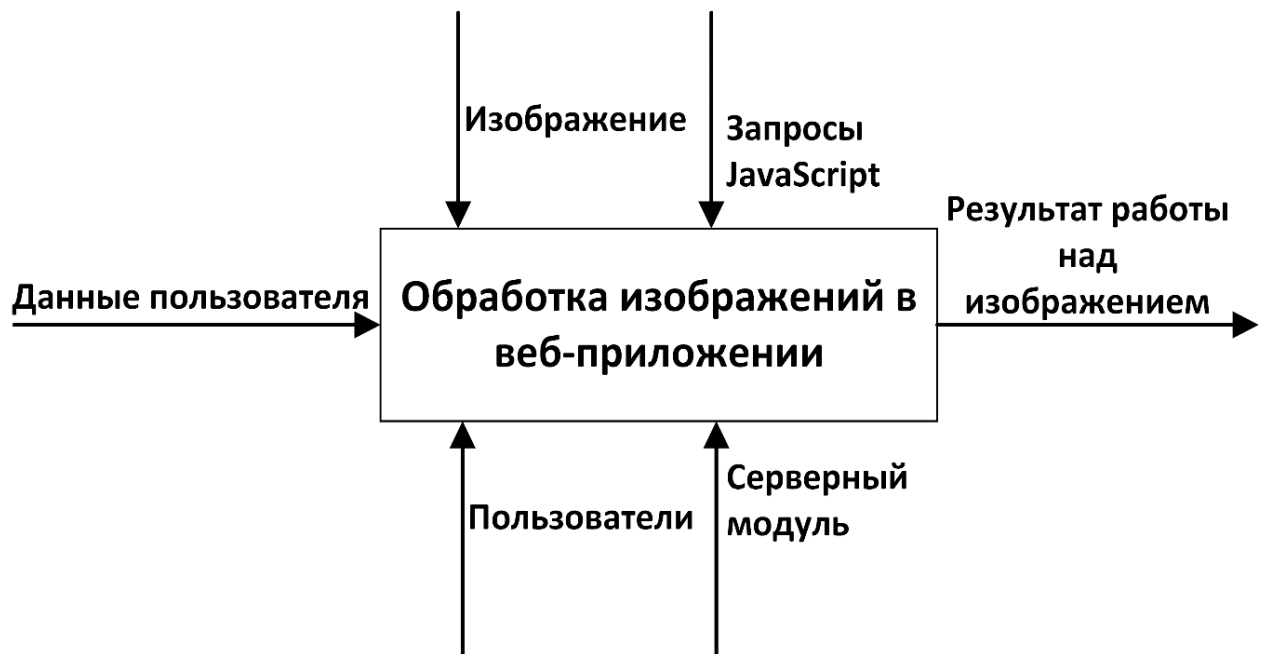 Изображение
Запросы
JavaScript
Результат работы
над
изображением
Данные пользователя
Обработка изображений в
веб-приложении
Пользователи
Серверный
модуль